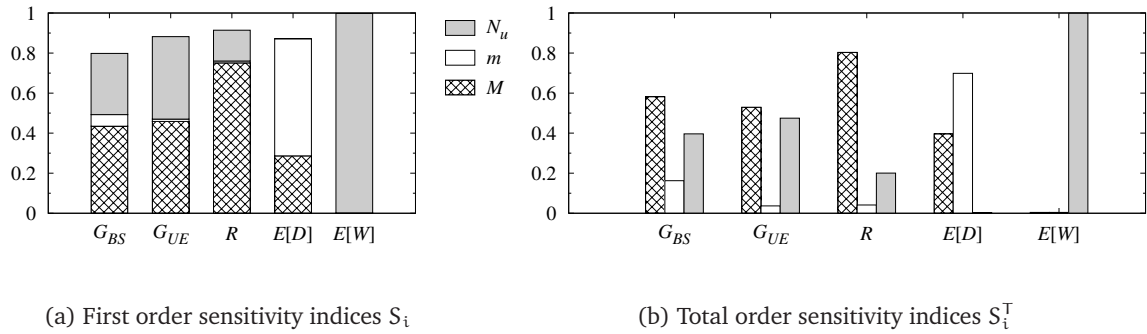 1
0.8
0.6
0.4
0.2
0
G_BS G_UE R E[D] E[W]
N_u
m
M
1
0.8
0.6
0.4
0.2
0
G_BS G_UE R E[D] E[W]
(a) First order sensitivity indices S_i
(b) Total order sensitivity indices S_i^T